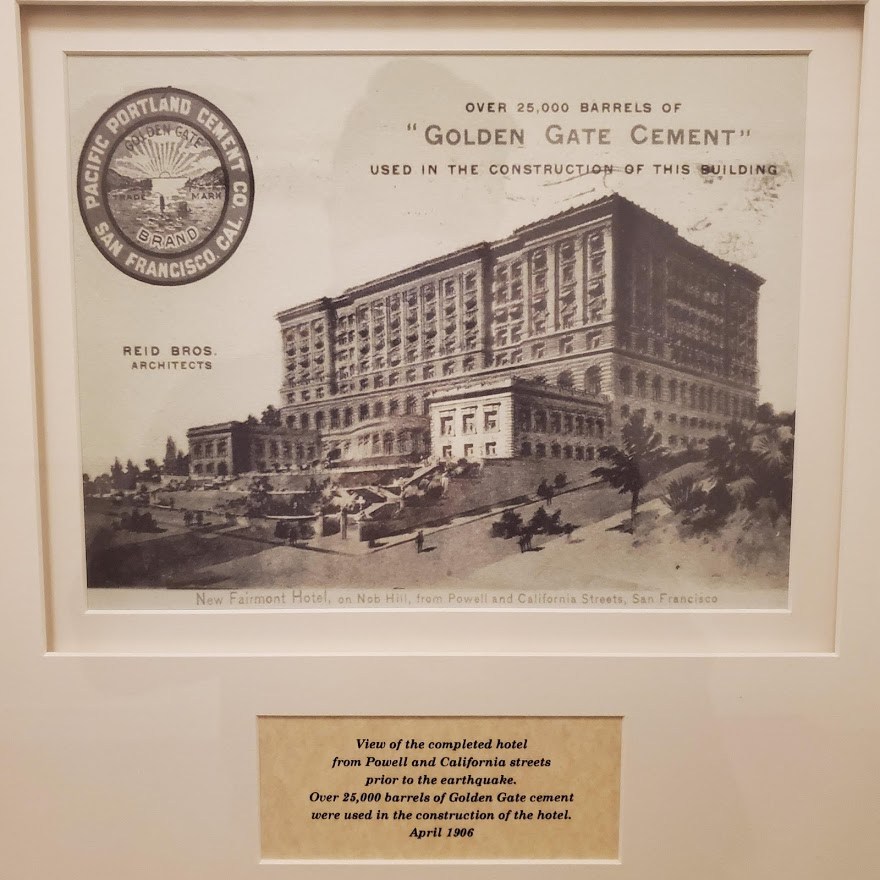 PACIFIC PORTLAND CEMENT CO.
SAN FRANCISCO, CAL.
GOLDEN GATE
TRADE MARK
BRAND
OVER 25,000 BARRELS OF
"GOLDEN GATE CEMENT"
USED IN THE CONSTRUCTION OF THIS BUILDING
REID BROS.
ARCHITECTS
New Fairmont Hotel, on Nob Hill, from Powell and California Streets, San Francisco
View of the completed hotel
from Powell and California streets
prior to the earthquake.
Over 25,000 barrels of Golden Gate cement
were used in the construction of the hotel.
April 1906